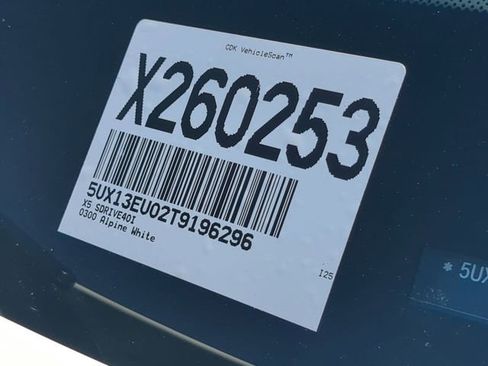 CDK VehicleScan™
X260253
5UX13EU02T9196296
X5 SDRIVE40I
0300 Alpine White
I25
* 5UX